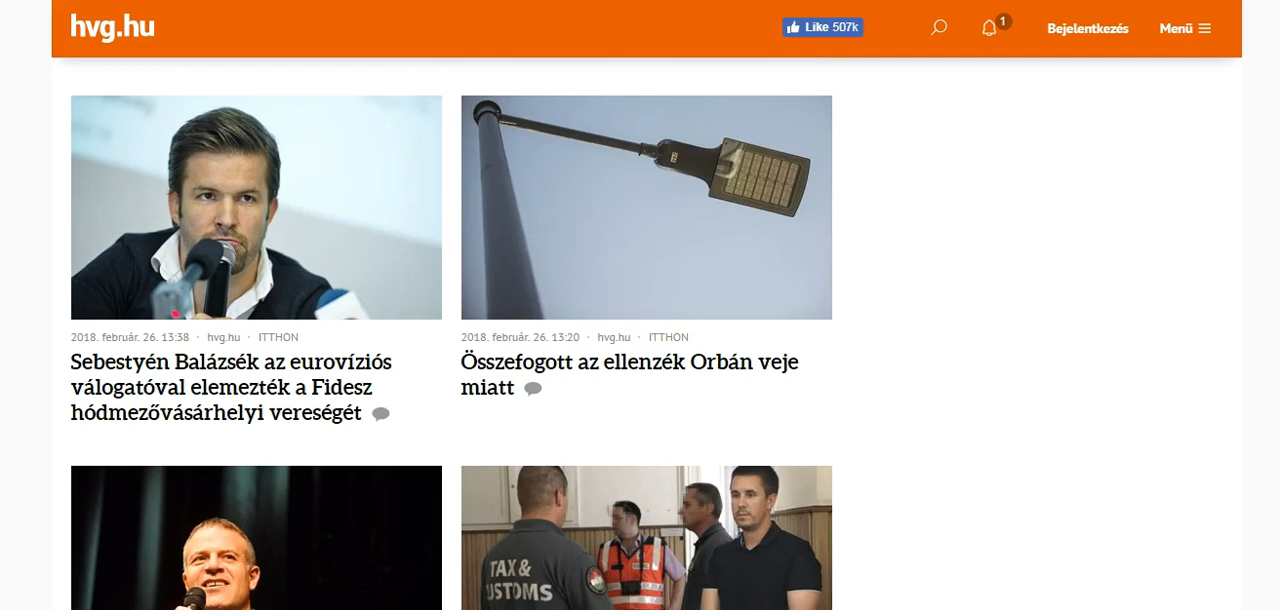 hvg.hu
Like 507k
1
Bejelentkezés
Menü
2018. február. 26. 13:38 · hvg.hu · ITTHON
Sebestyén Balázsék az eurovíziós
válogatóval elemezték a Fidesz
hódmezővásárhelyi vereségét
2018. február. 26. 13:20 · hvg.hu · ITTHON
Összefogott az ellenzék Orbán veje
miatt
TAX &
USTOMS